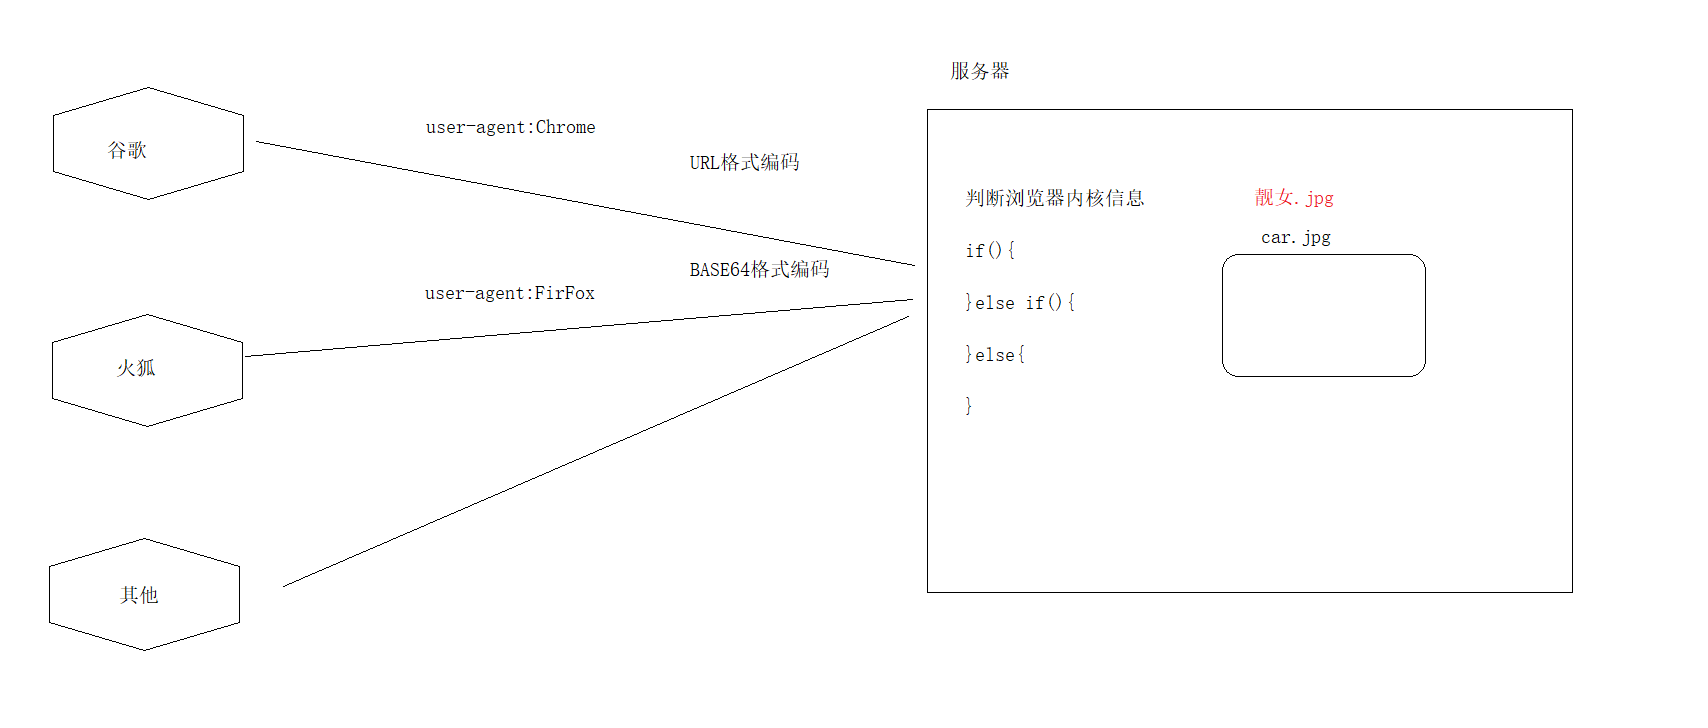 服务器
谷歌
user-agent:Chrome
URL格式编码
判断浏览器内核信息
靓女.jpg
car.jpg
if(){
BASE64格式编码
user-agent:FirFox
}else if(){
火狐
}else{
}
其他